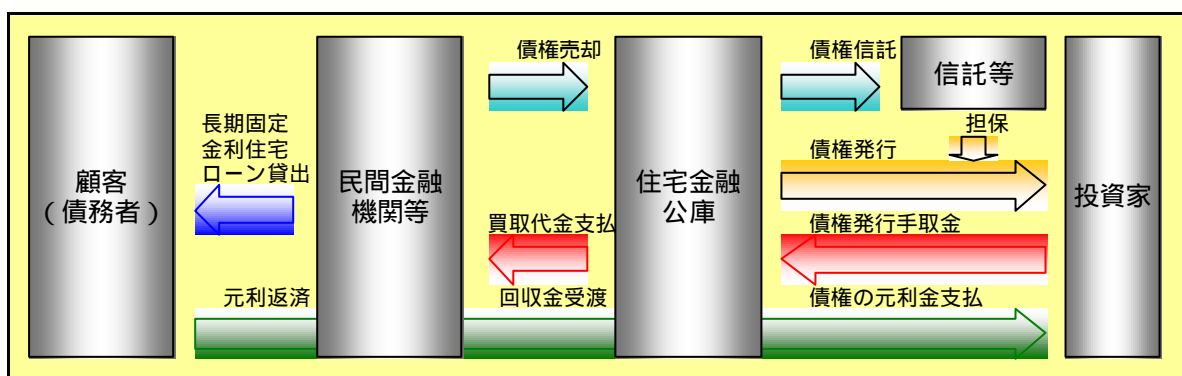 債権売却
債権信託
信託等
長期固定
金利住宅
ローン貸出
担保
債権発行
顧客
（債務者）
民間金融
機関等
住宅金融
公庫
投資家
買取代金支払
債権発行手取金
元利返済
回収金受渡
債権の元利金支払